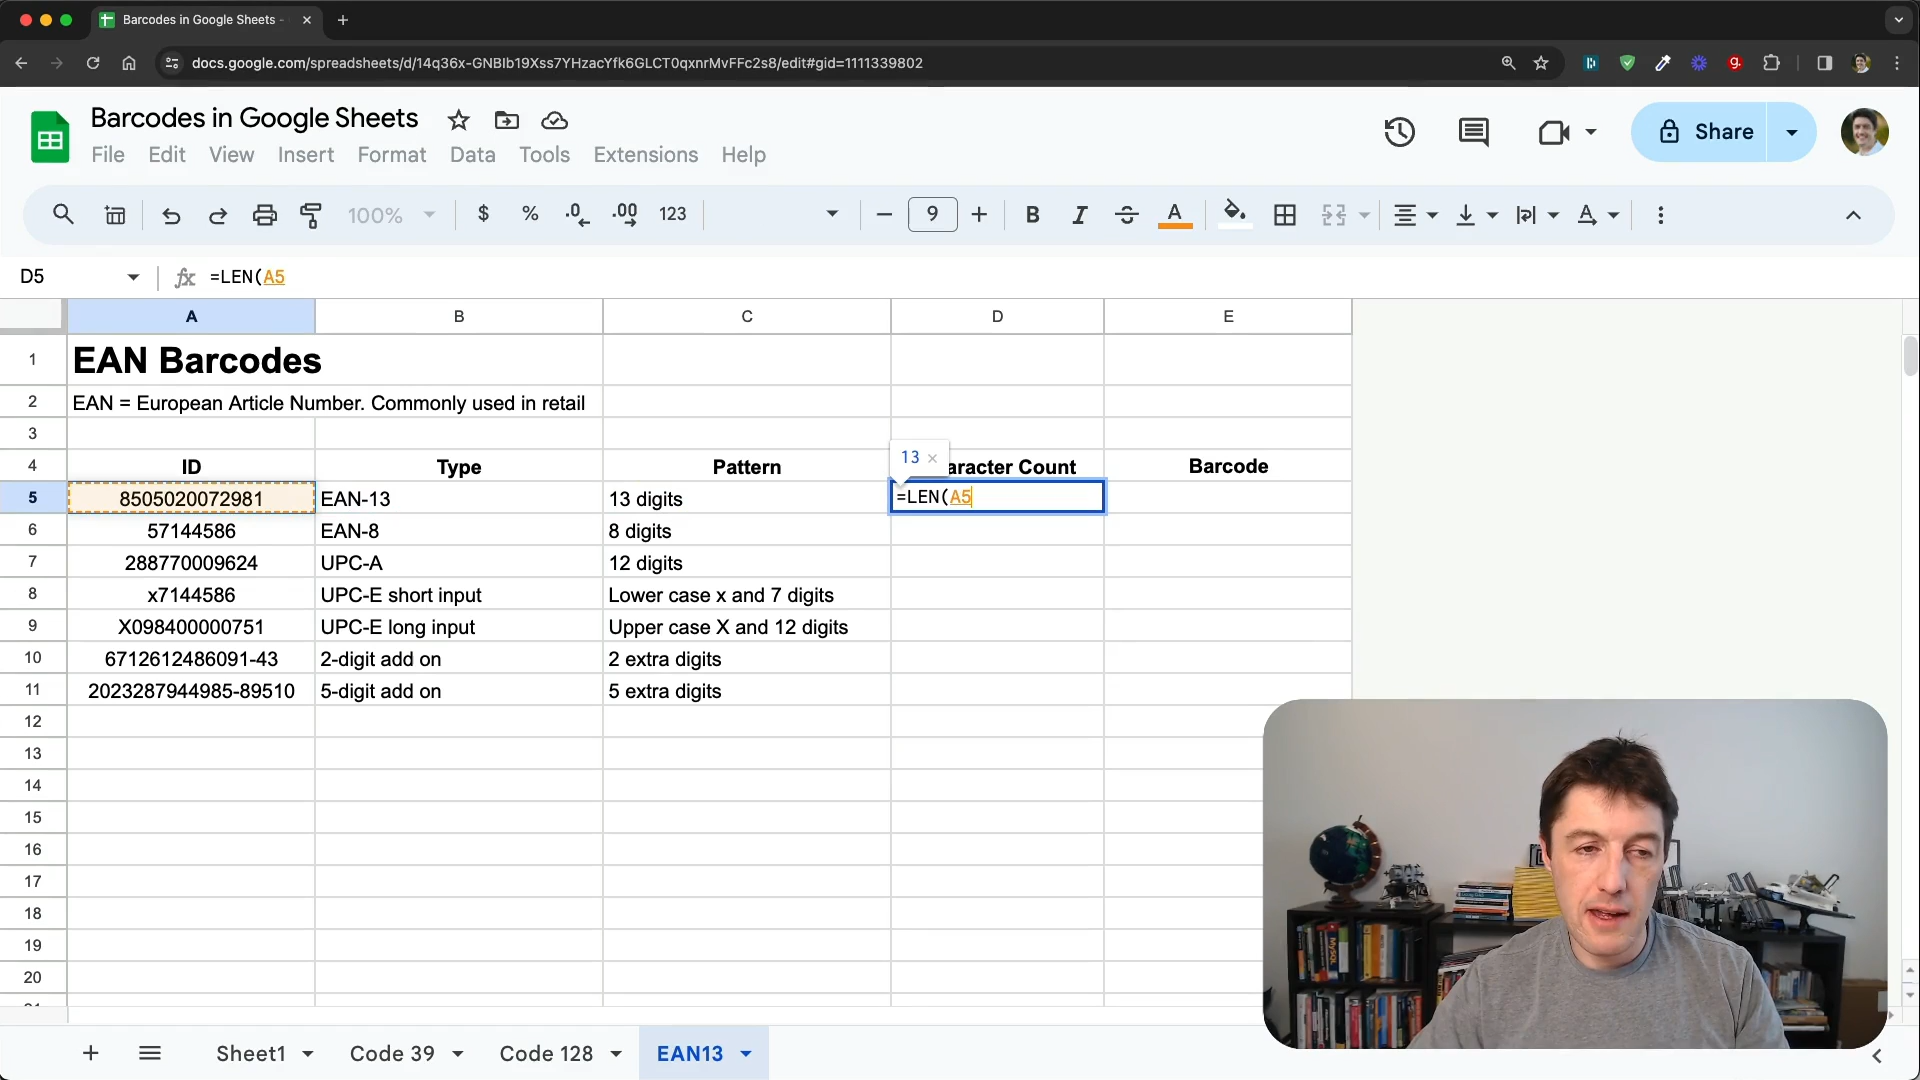 Barcodes in Google Sheets -
docs.google.com/spreadsheets/d/14q36x-GNBIb19Xss7YHzacYfk6GLCT0qxnrMvFFc2s8/edit#gid=1111339802
Barcodes in Google Sheets
File Edit View Insert Format Data Tools Extensions Help
Share
100% $ % .0 .00 123 9 B I A A
D5 fx =LEN(A5
A B C D E
1 EAN Barcodes
2 EAN = European Article Number. Commonly used in retail
3
13 ×
4 ID Type Pattern aracter Count Barcode
5 8505020072981 EAN-13 13 digits =LEN(A5
6 57144586 EAN-8 8 digits
7 288770009624 UPC-A 12 digits
8 x7144586 UPC-E short input Lower case x and 7 digits
9 X098400000751 UPC-E long input Upper case X and 12 digits
10 6712612486091-43 2-digit add on 2 extra digits
11 2023287944985-89510 5-digit add on 5 extra digits
12
13
14
15
16
17
18
19
20
Sheet1 Code 39 Code 128 EAN13